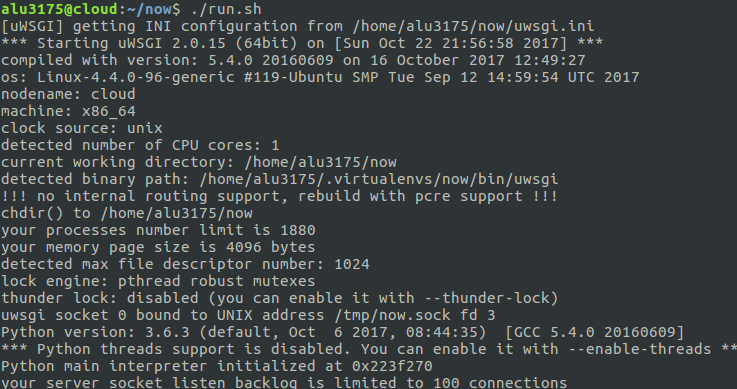 alu3175@cloud:~/now$ ./run.sh
[uWSGI] getting INI configuration from /home/alu3175/now/uwsgi.ini
*** Starting uWSGI 2.0.15 (64bit) on [Sun Oct 22 21:56:58 2017] ***
compiled with version: 5.4.0 20160609 on 16 October 2017 12:49:27
os: Linux-4.4.0-96-generic #119-Ubuntu SMP Tue Sep 12 14:59:54 UTC 2017
nodename: cloud
machine: x86_64
clock source: unix
detected number of CPU cores: 1
current working directory: /home/alu3175/now
detected binary path: /home/alu3175/.virtualenvs/now/bin/uwsgi
!!! no internal routing support, rebuild with pcre support !!!
chdir() to /home/alu3175/now
your processes number limit is 1880
your memory page size is 4096 bytes
detected max file descriptor number: 1024
lock engine: pthread robust mutexes
thunder lock: disabled (you can enable it with --thunder-lock)
uwsgi socket 0 bound to UNIX address /tmp/now.sock fd 3
Python version: 3.6.3 (default, Oct  6 2017, 08:44:35)  [GCC 5.4.0 20160609]
*** Python threads support is disabled. You can enable it with --enable-threads **
Python main interpreter initialized at 0x223f270
your server socket listen backlog is limited to 100 connections